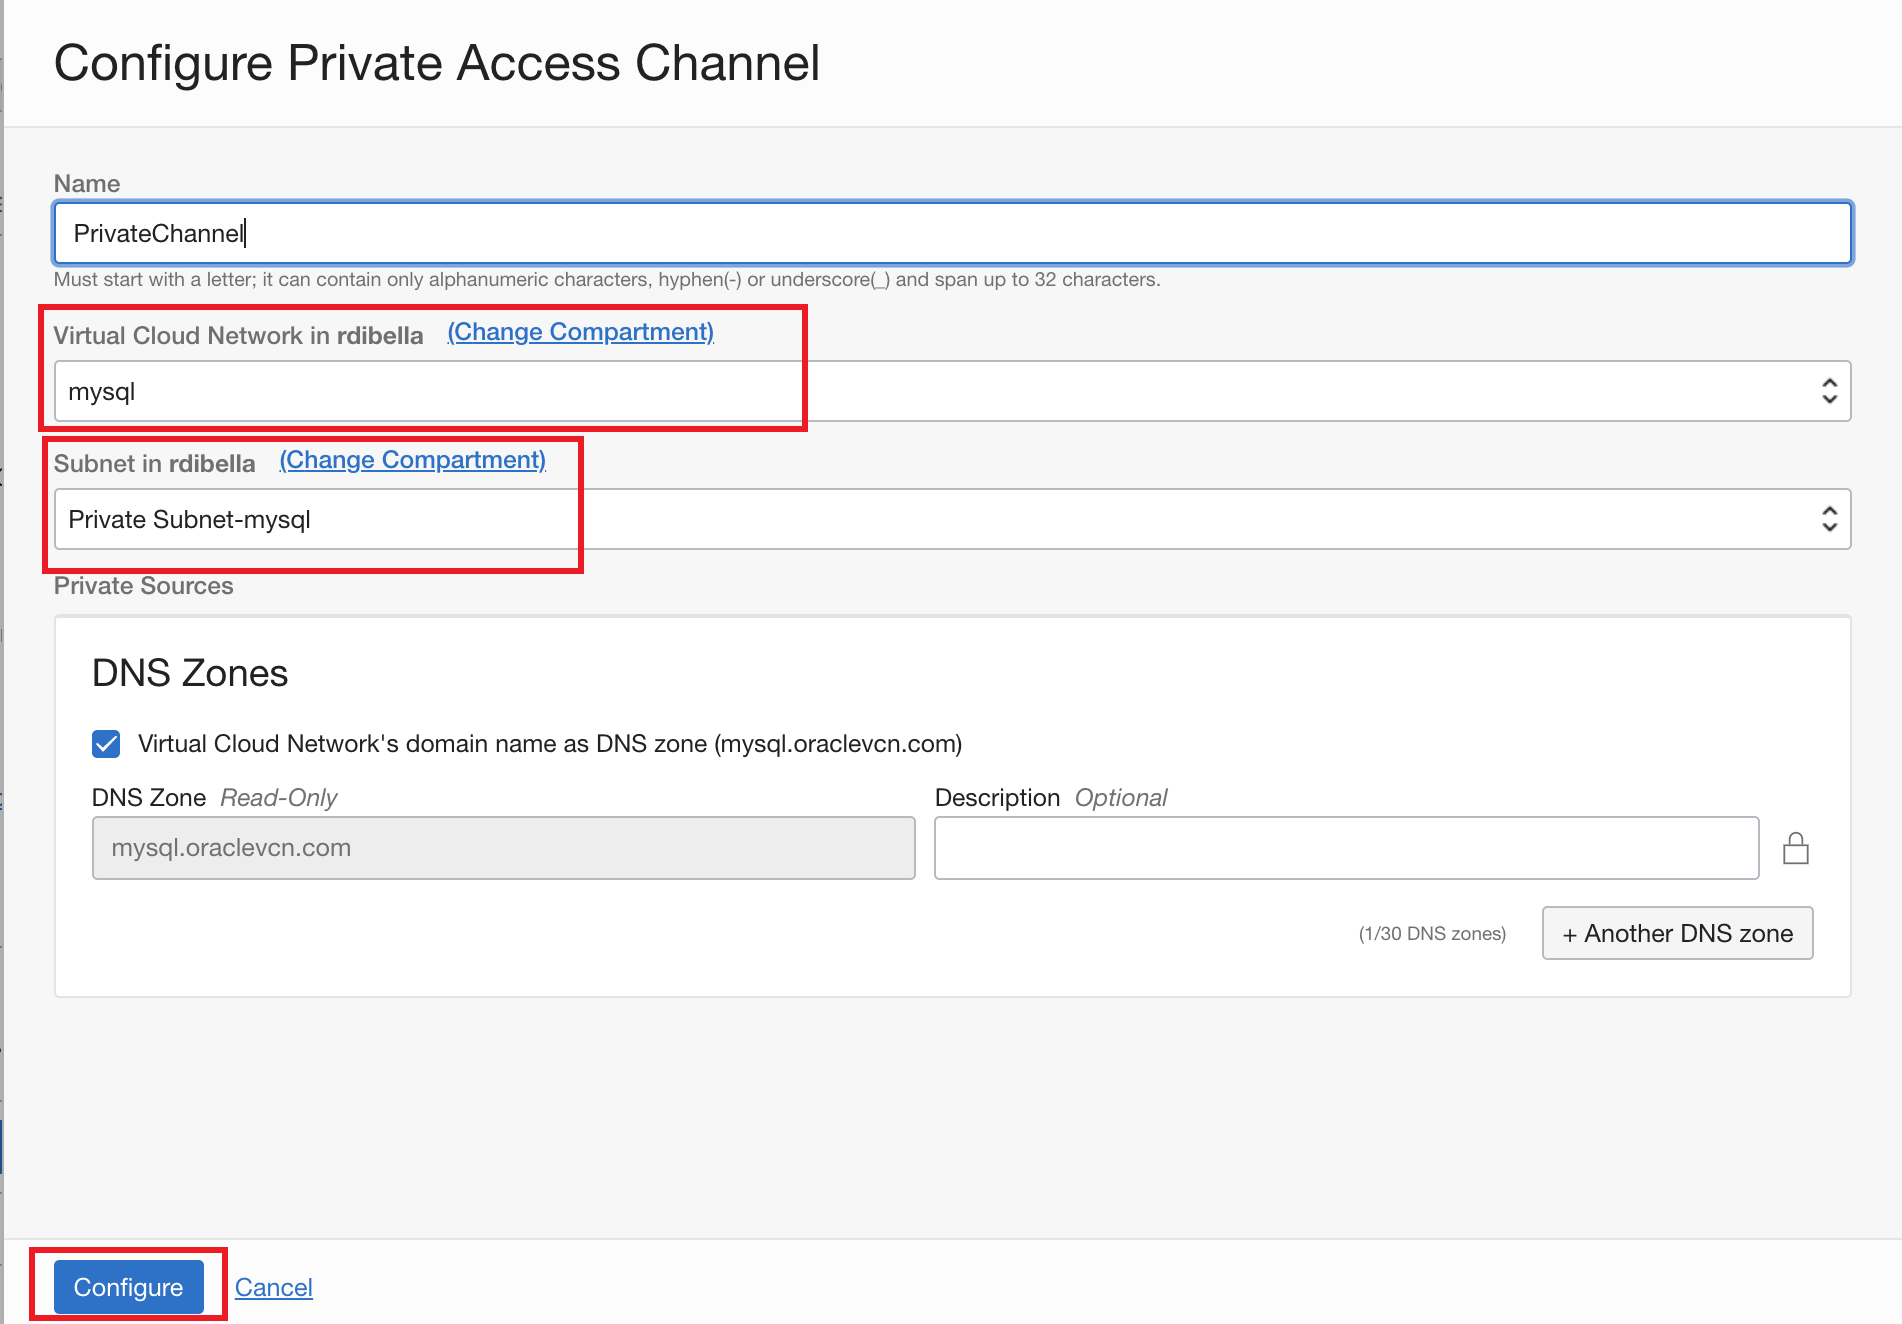 Configure Private Access Channel
Name
PrivateChannel
Must start with a letter; it can contain only alphanumeric characters, hyphen(-) or underscore(_) and span up to 32 characters.
Virtual Cloud Network in rdibella (Change Compartment)
mysql
Subnet in rdibella (Change Compartment)
Private Subnet-mysql
Private Sources
DNS Zones
Virtual Cloud Network's domain name as DNS zone (mysql.oraclevcn.com)
DNS Zone Read-Only Description Optional
mysql.oraclevcn.com
(1/30 DNS zones) + Another DNS zone
Configure Cancel